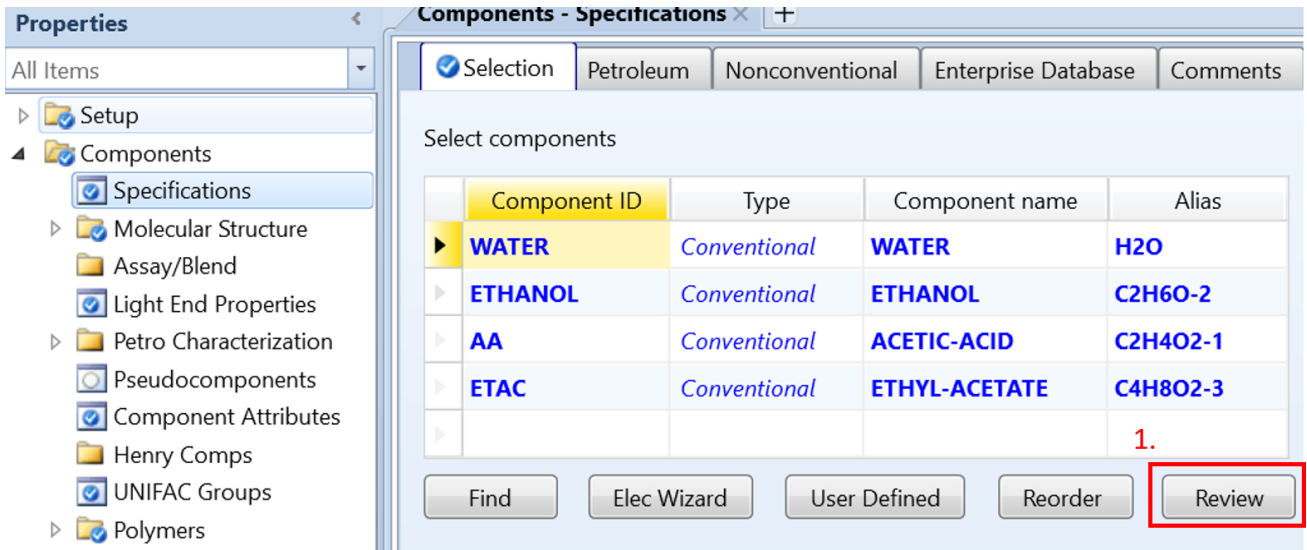 Properties
All Items
Setup
Components
Specifications
Molecular Structure
Assay/Blend
Light End Properties
Petro Characterization
Pseudocomponents
Component Attributes
Henry Comps
UNIFAC Groups
Polymers
Components - Specifications
Selection Petroleum Nonconventional Enterprise Database Comments
Select components
Component ID Type Component name Alias
WATER Conventional WATER H2O
ETHANOL Conventional ETHANOL C2H6O-2
AA Conventional ACETIC-ACID C2H4O2-1
ETAC Conventional ETHYL-ACETATE C4H8O2-3
1.
Find Elec Wizard User Defined Reorder Review